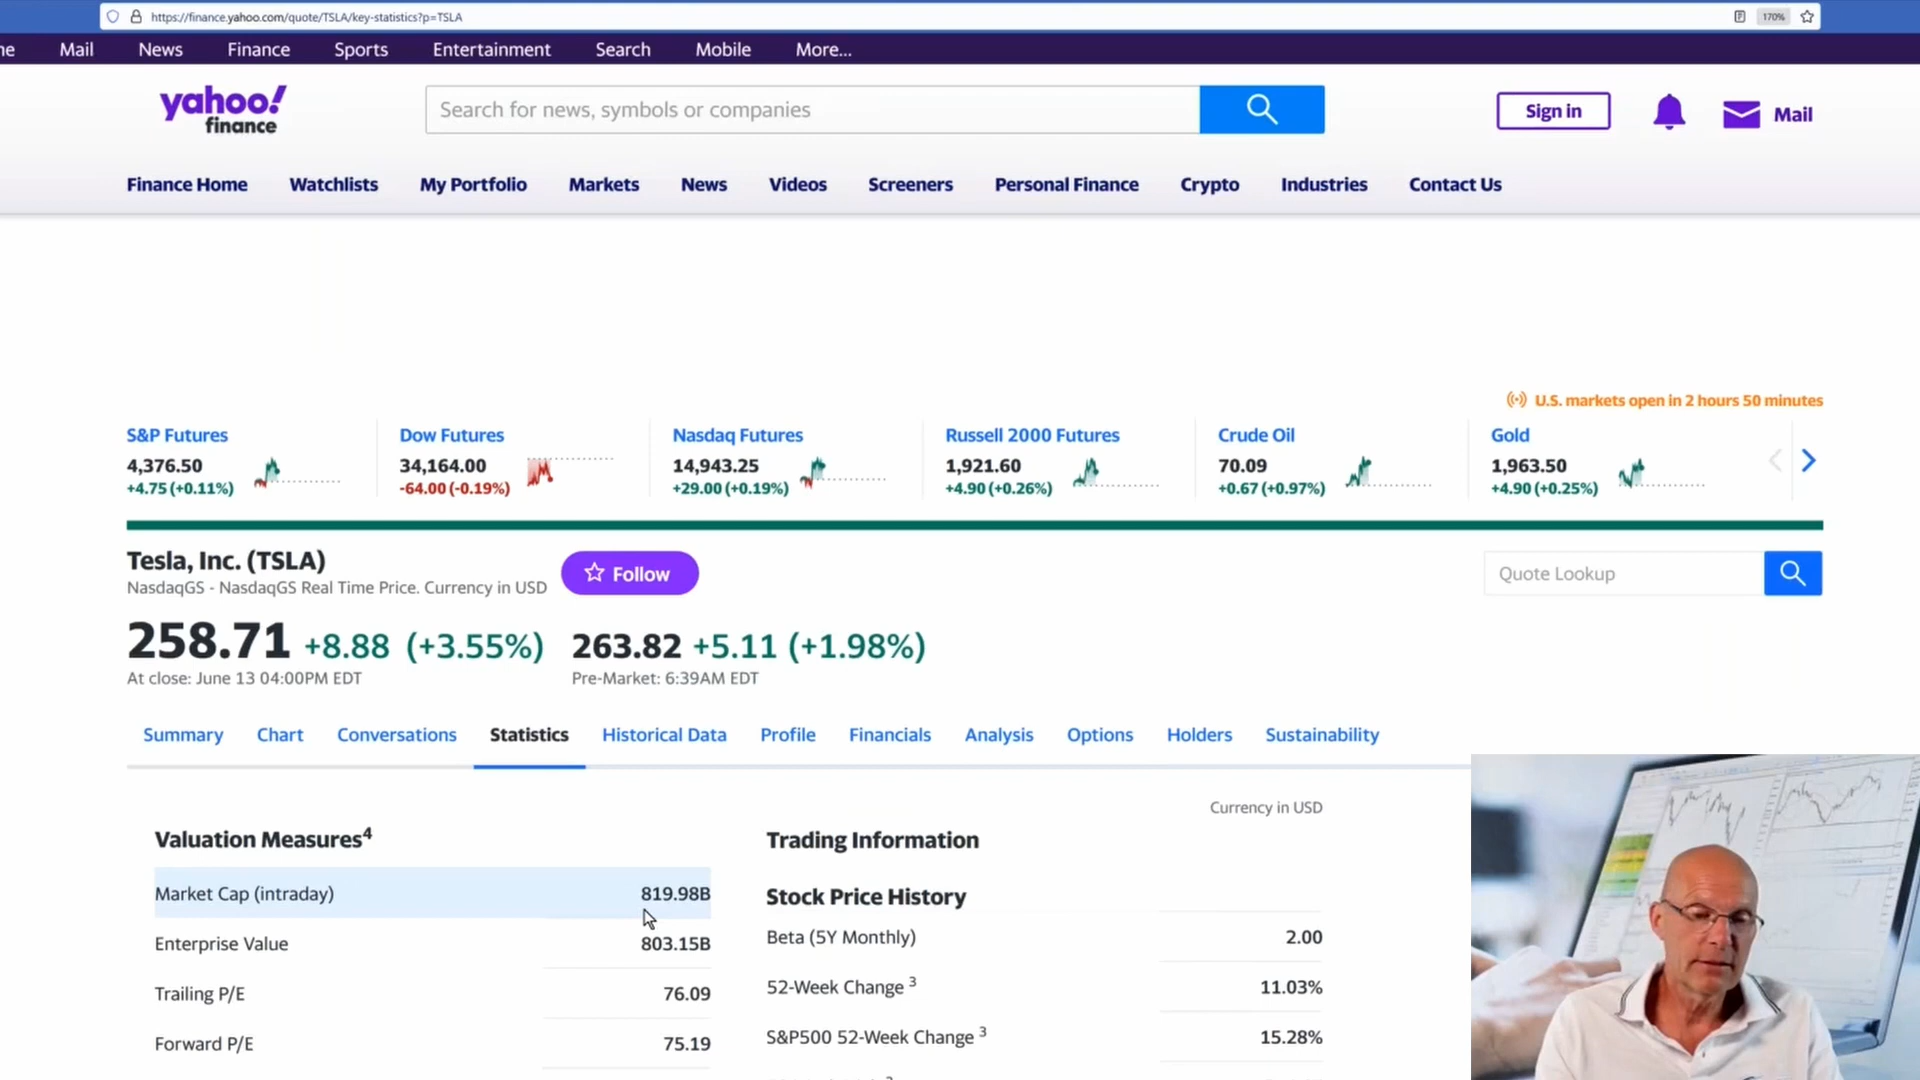 https://finance.yahoo.com/quote/TSLA/key-statistics?p=TSLA 170%
ne Mail News Finance Sports Entertainment Search Mobile More...
yahoo!
finance
Search for news, symbols or companies
Sign in
Mail
Finance Home Watchlists My Portfolio Markets News Videos Screeners Personal Finance Crypto Industries Contact Us
U.S. markets open in 2 hours 50 minutes
S&P Futures
4,376.50
+4.75 (+0.11%)
Dow Futures
34,164.00
-64.00 (-0.19%)
Nasdaq Futures
14,943.25
+29.00 (+0.19%)
Russell 2000 Futures
1,921.60
+4.90 (+0.26%)
Crude Oil
70.09
+0.67 (+0.97%)
Gold
1,963.50
+4.90 (+0.25%)
Tesla, Inc. (TSLA)
NasdaqGS - NasdaqGS Real Time Price. Currency in USD
Follow
Quote Lookup
258.71 +8.88 (+3.55%)
At close: June 13 04:00PM EDT
263.82 +5.11 (+1.98%)
Pre-Market: 6:39AM EDT
Summary Chart Conversations Statistics Historical Data Profile Financials Analysis Options Holders Sustainability
Currency in USD
Valuation Measures4
Market Cap (intraday) 819.98B
Enterprise Value 803.15B
Trailing P/E 76.09
Forward P/E 75.19
Trading Information
Stock Price History
Beta (5Y Monthly) 2.00
52-Week Change 3 11.03%
S&P500 52-Week Change 3 15.28%